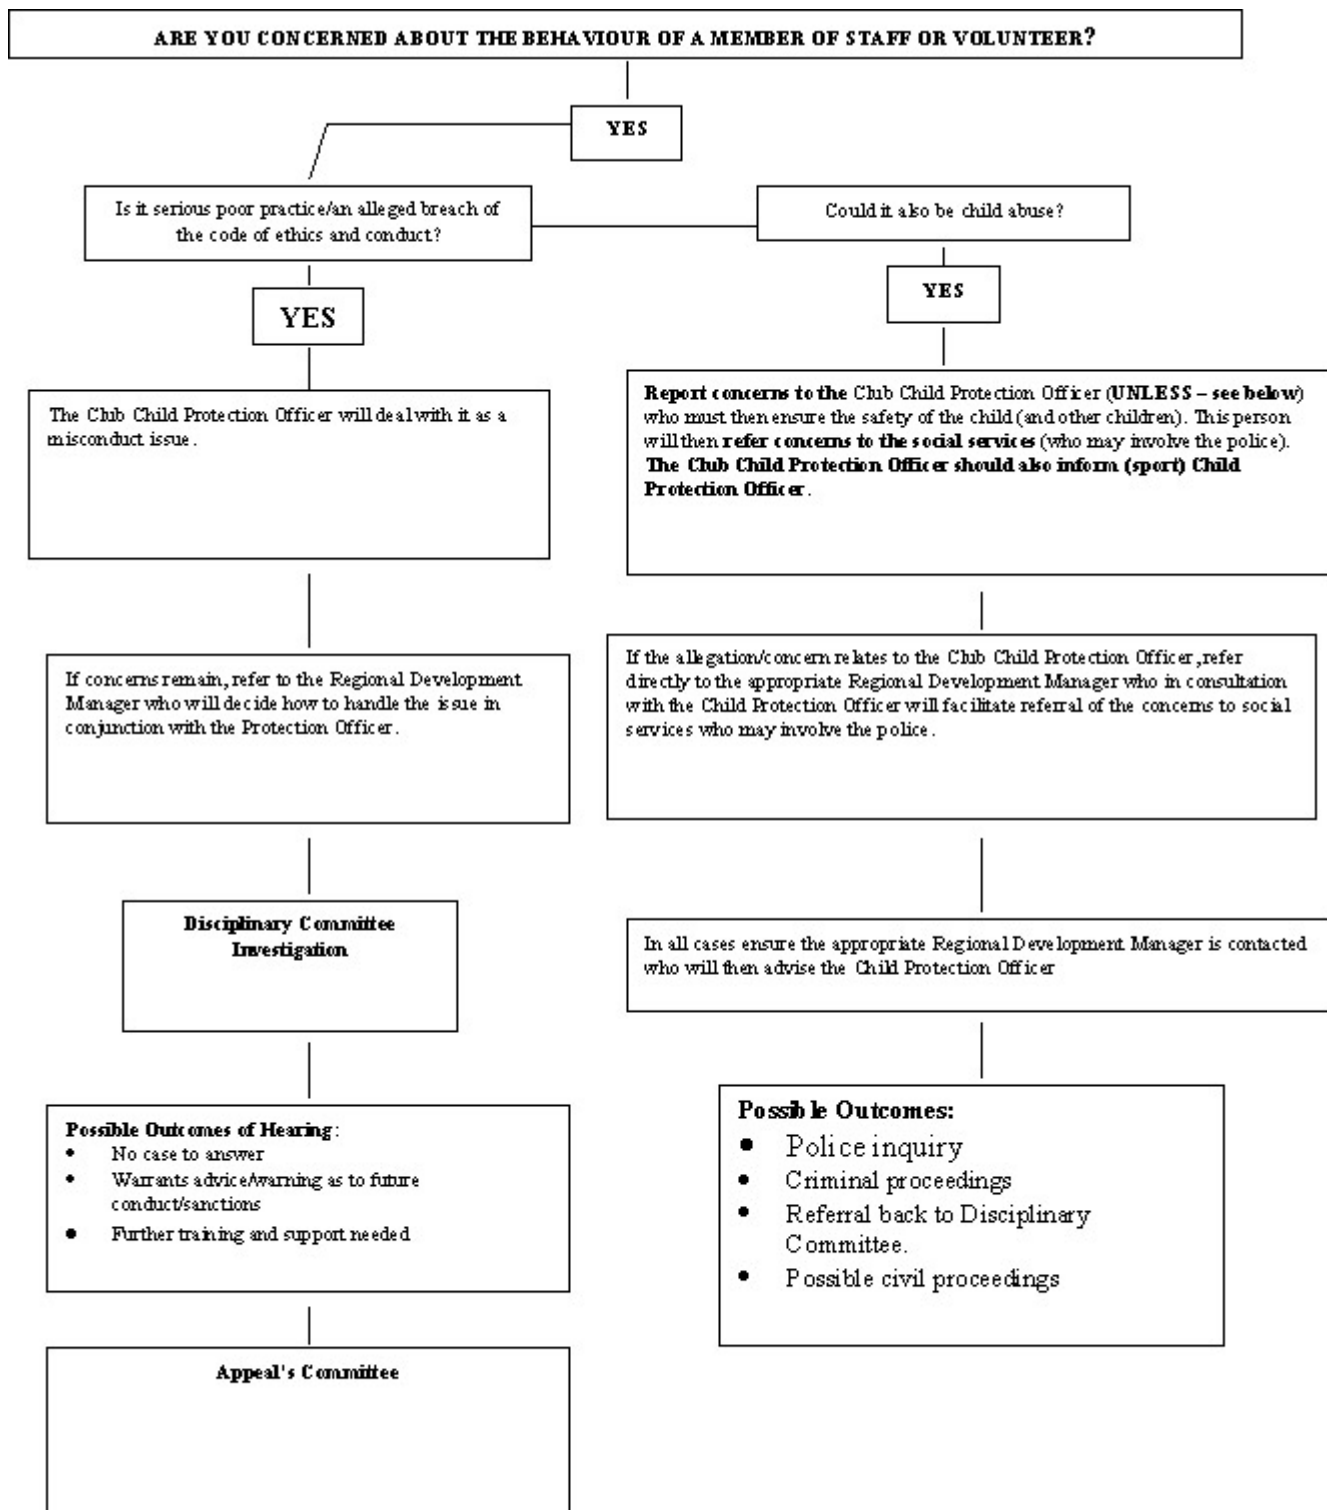 ARE YOU CONCERNED ABOUT THE BEHAVIOUR OF A MEMBER OF STAFF OR VOLUNTEER?
YES
Is it serious poor practice/an alleged breach of
the code of ethics and conduct?
Could it also be child abuse?
YES
YES
The Club Child Protection Officer will deal with it as a
misconduct issue.
Report concerns to the Club Child Protection Officer (UNLESS – see below)
who must then ensure the safety of the child (and other children). This person
will then refer concerns to the social services (who may involve the police).
The Club Child Protection Officer should also inform (sport) Child
Protection Officer.
If concerns remain, refer to the Regional Development
Manager who will decide how to handle the issue in
conjunction with the Protection Officer.
If the allegation/concern relates to the Club Child Protection Officer, refer
directly to the appropriate Regional Development Manager who in consultation
with the Child Protection Officer will facilitate referral of the concerns to social
services who may involve the police.
Disciplinary Committee
Investigation
In all cases ensure the appropriate Regional Development Manager is contacted
who will then advise the Child Protection Officer
Possible Outcomes of Hearing:
• No case to answer
• Warrants advice/warning as to future
conduct/sanctions
• Further training and support needed
Possible Outcomes:
• Police inquiry
• Criminal proceedings
• Referral back to Disciplinary
Committee.
• Possible civil proceedings
Appeal's Committee